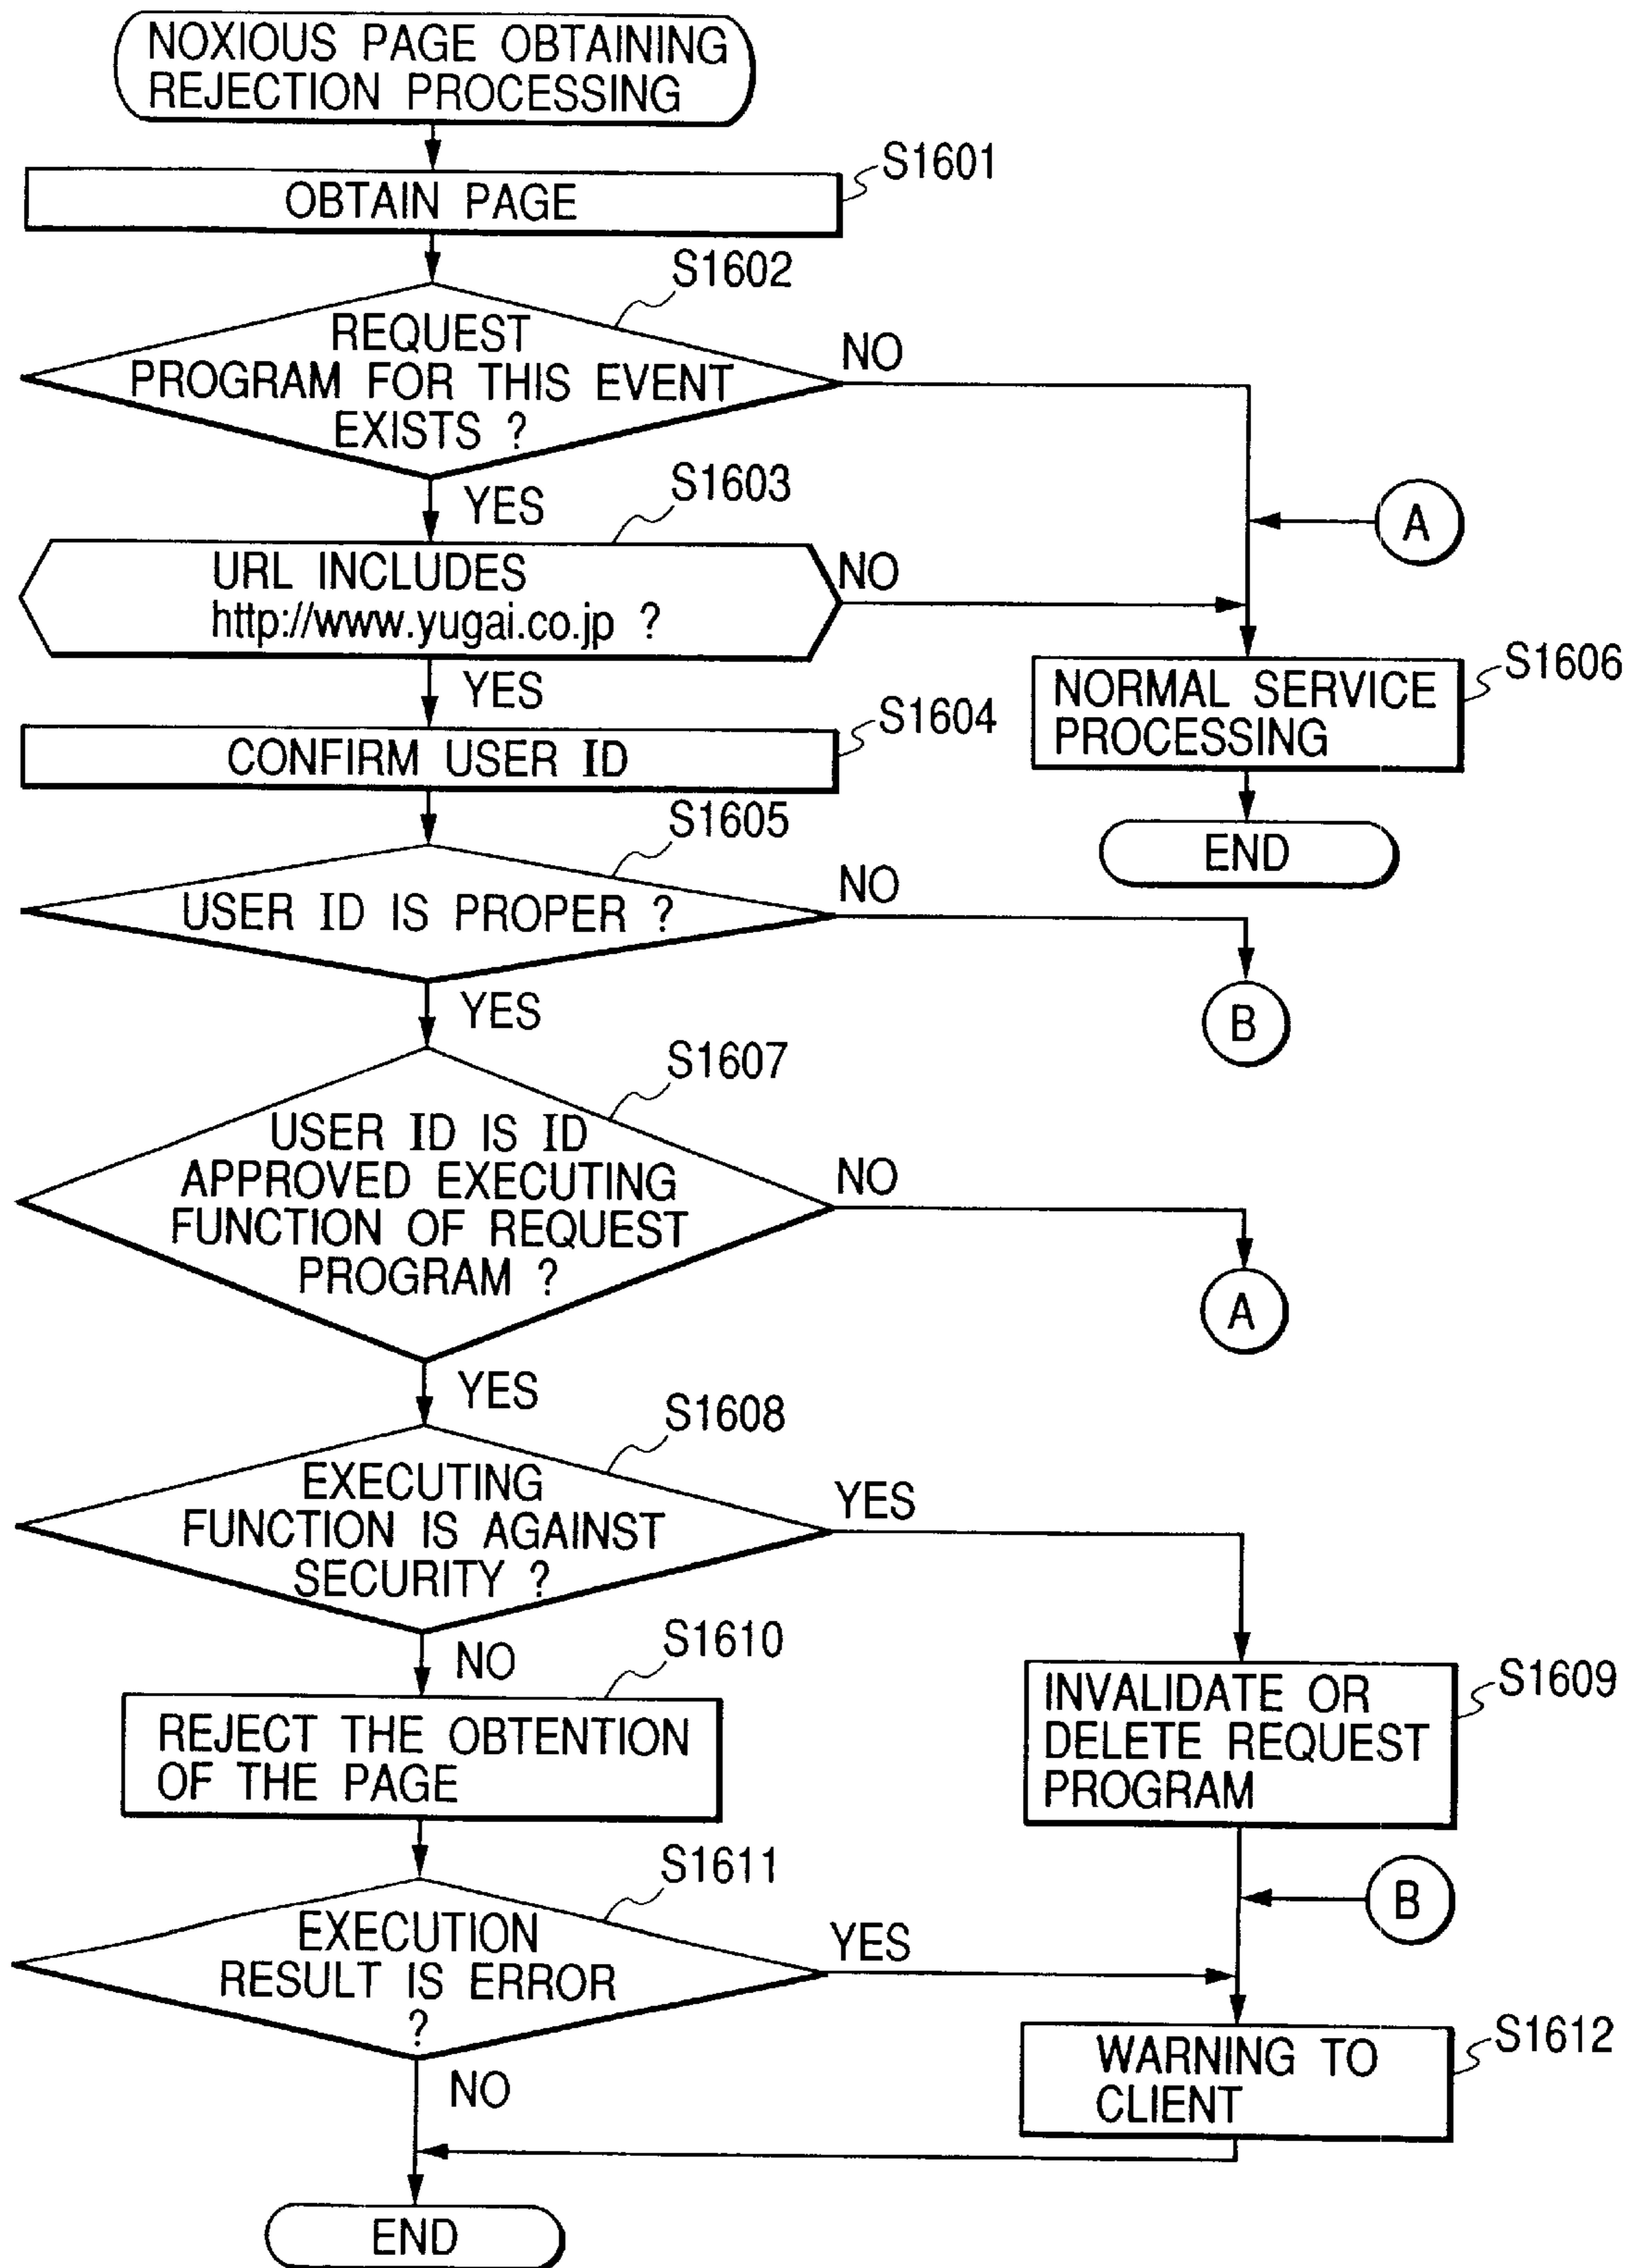 NOXIOUS PAGE OBTAINING
REJECTION PROCESSING
S1601
OBTAIN PAGE
S1602
REQUEST
PROGRAM FOR THIS EVENT
EXISTS ?
NO
YES
A
S1603
URL INCLUDES
http://www.yugai.co.jp ?
NO
YES
S1606
NORMAL SERVICE
PROCESSING
END
S1604
CONFIRM USER ID
S1605
USER ID IS PROPER ?
NO
B
YES
S1607
USER ID IS ID
APPROVED EXECUTING
FUNCTION OF REQUEST
PROGRAM ?
NO
A
YES
S1608
EXECUTING
FUNCTION IS AGAINST
SECURITY ?
YES
NO
S1610
REJECT THE OBTENTION
OF THE PAGE
S1609
INVALIDATE OR
DELETE REQUEST
PROGRAM
B
S1611
EXECUTION
RESULT IS ERROR
?
YES
NO
S1612
WARNING TO
CLIENT
END